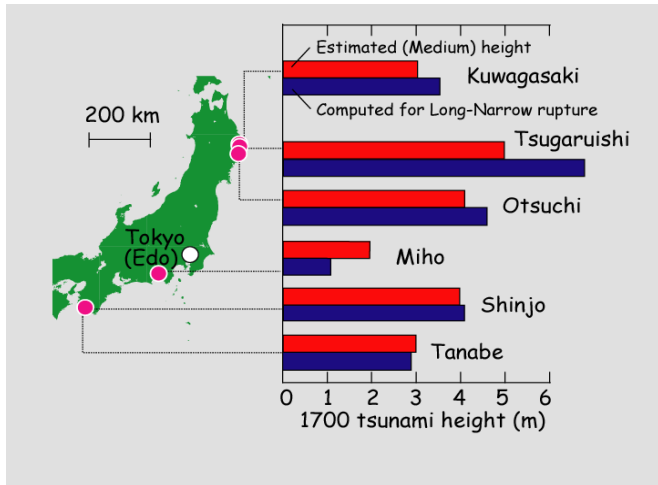 Estimated (Medium) height
Kuwagasaki
Computed for Long-Narrow rupture
200 km
Tsugaruishi
Otsuchi
Tokyo
(Edo)
Miho
Shinjo
Tanabe
0 1 2 3 4 5 6
1700 tsunami height (m)